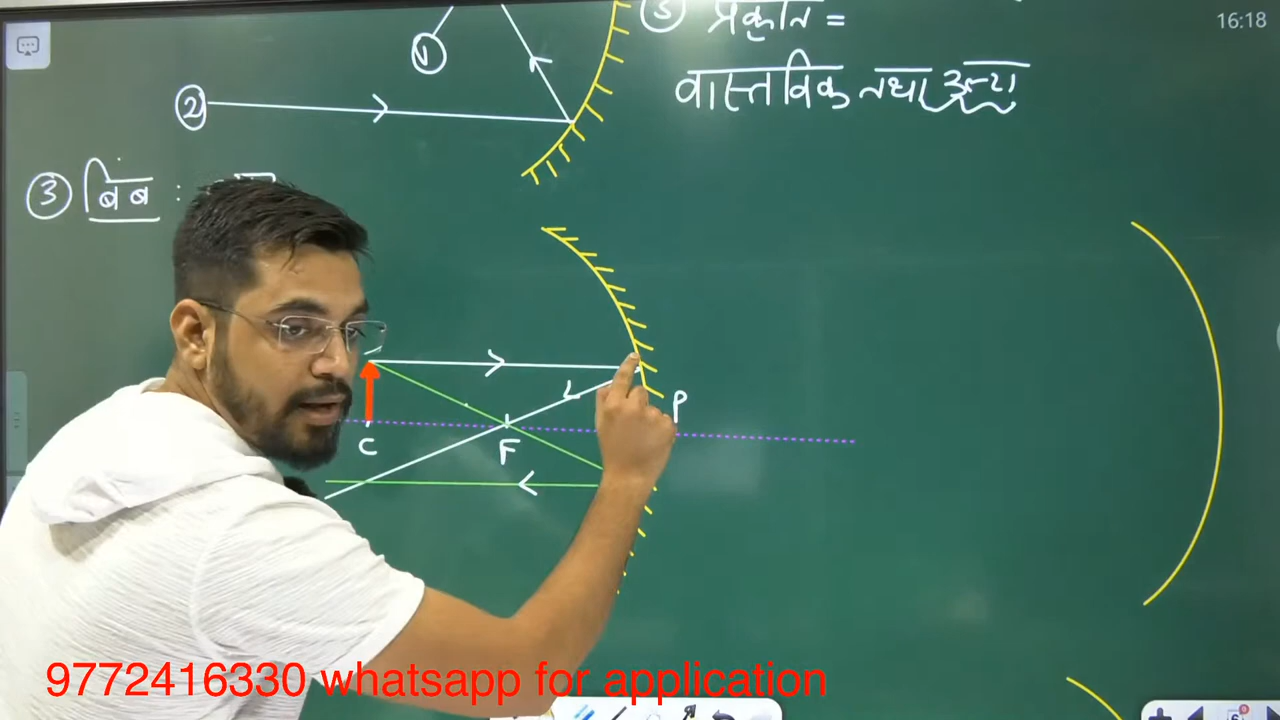 ③ प्रकृति =
16:18
①
वास्तविक तथा उल्टा
②
③ बिंब :
P
C
F
9772416330 whatsapp for application